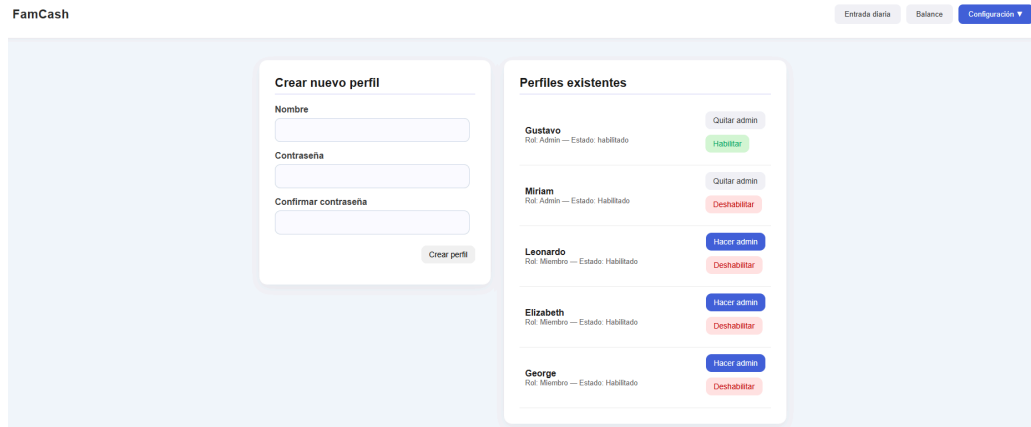 FamCash
Entrada diaria
Balance
Configuración ▼
Crear nuevo perfil
Nombre
Contraseña
Confirmar contraseña
Crear perfil
Perfiles existentes
Gustavo
Rol: Admin — Estado: habilitado
Quitar admin
Habilitar
Miriam
Rol: Admin — Estado: Habilitado
Quitar admin
Deshabilitar
Leonardo
Rol: Miembro — Estado: Habilitado
Hacer admin
Deshabilitar
Elizabeth
Rol: Miembro — Estado: Habilitado
Hacer admin
Deshabilitar
George
Rol: Miembro — Estado: Habilitado
Hacer admin
Deshabilitar